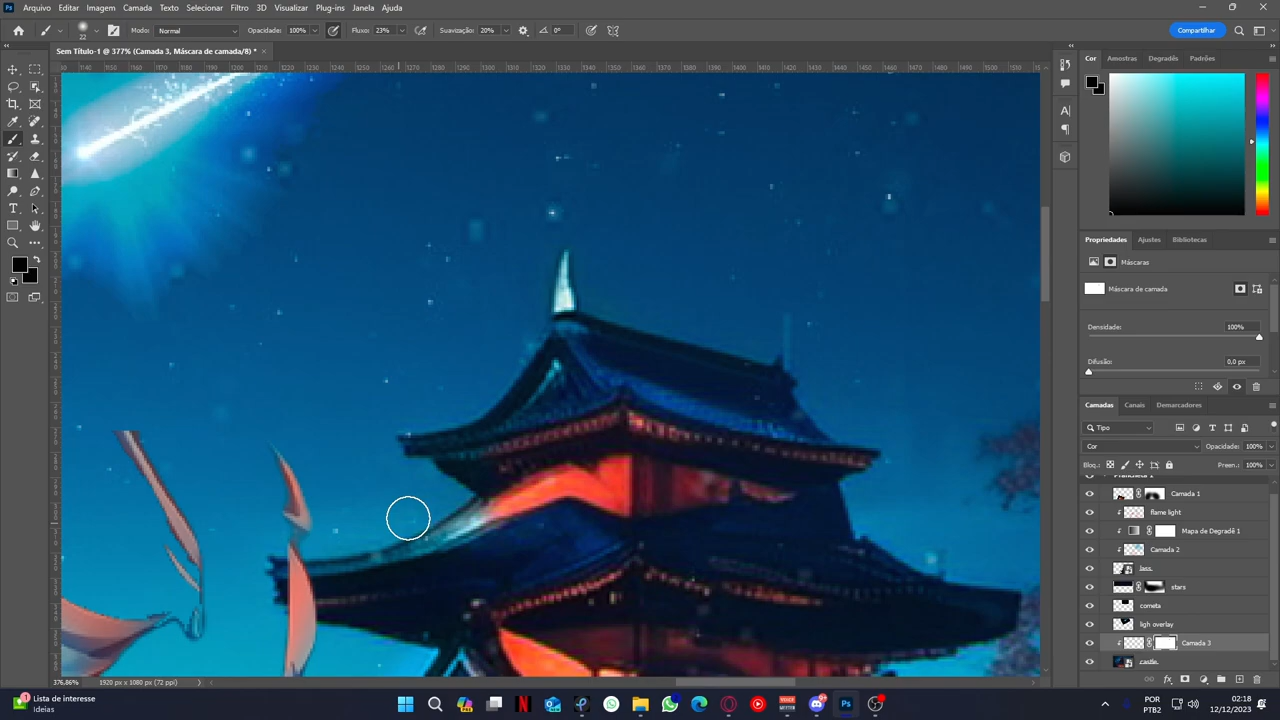 Arquivo Editar Imagem Camada Texto Selecionar Filtro 3D Visualizar Plug-ins Janela Ajuda
22 Modo: Normal Opacidade: 100% Fluxo: 23% Suavização: 20% 0° Compartilhar
Sem Título-1 @ 377% (Camada 3, Máscara de camada/8) *
Cor Amostras Degradês Padrões
Propriedades Ajustes Bibliotecas
Máscaras
Máscara de camada
Densidade: 100%
Difusão: 0,0 px
Camadas Canais Demarcadores
Tipo
Cor Opacidade: 100%
Bloq.: Preen.: 100%
Prancheta 1
Camada 1
flame light
Mapa de Degradê 1
Camada 2
lass.
stars
cometa
ligh overlay
Camada 3
castle.
376.86% 1920 px x 1080 px (72 ppi)
Lista de interesse
Ideias
POR
PTB2
02:18
12/12/2023